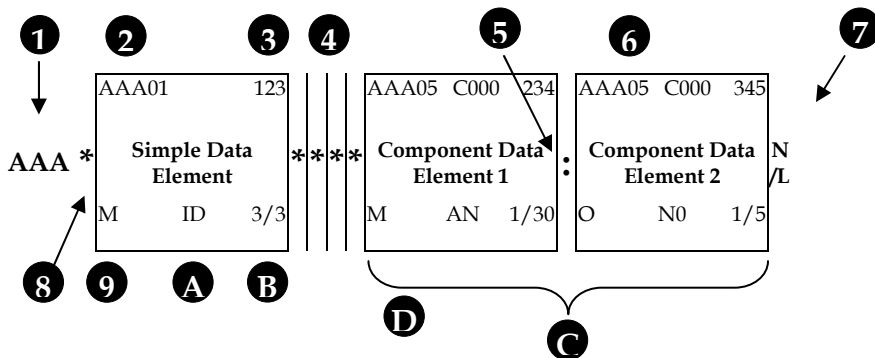 1 2 3 4 5 6 7
AAA01 123 AAA05 C000 234 AAA05 C000 345
AAA * Simple Data * * * * Component Data : Component Data N
Element Element 1 Element 2 /L
M ID 3/3 M AN 1/30 O N0 1/5
8 9 A B D C